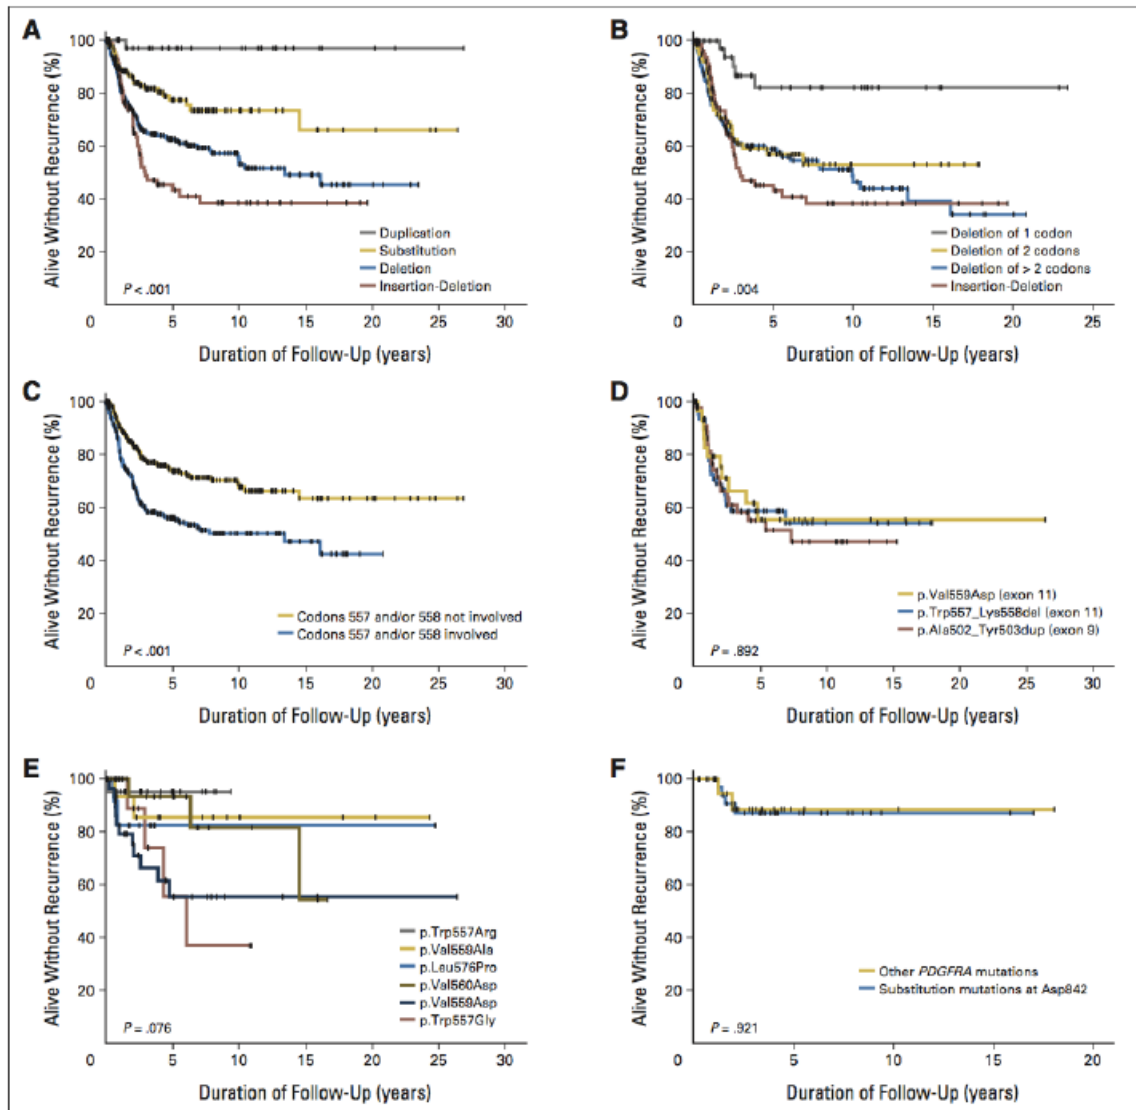 A
Alive Without Recurrence (%)
100
80
60
40
20
0
5
10
15
20
25
30
Duplication
Substitution
Deletion
Insertion-Deletion
P < .001
Duration of Follow-Up (years)
B
Alive Without Recurrence (%)
100
80
60
40
20
0
5
10
15
20
25
Deletion of 1 codon
Deletion of 2 codons
Deletion of > 2 codons
Insertion-Deletion
P = .004
Duration of Follow-Up (years)
C
Alive Without Recurrence (%)
100
80
60
40
20
0
5
10
15
20
25
30
Codons 557 and/or 558 not involved
Codons 557 and/or 558 involved
P < .001
Duration of Follow-Up (years)
D
Alive Without Recurrence (%)
100
80
60
40
20
0
5
10
15
20
25
30
p.Val559Asp (exon 11)
p.Trp557_Lys558del (exon 11)
p.Ala502_Tyr503dup (exon 9)
P = .892
Duration of Follow-Up (years)
E
Alive Without Recurrence (%)
100
80
60
40
20
0
5
10
15
20
25
30
p.Trp557Arg
p.Val559Ala
p.Leu576Pro
p.Val560Asp
p.Val559Asp
p.Trp557Gly
P = .076
Duration of Follow-Up (years)
F
Alive Without Recurrence (%)
100
80
60
40
20
0
5
10
15
20
Other PDGFRA mutations
Substitution mutations at Asp842
P = .921
Duration of Follow-Up (years)